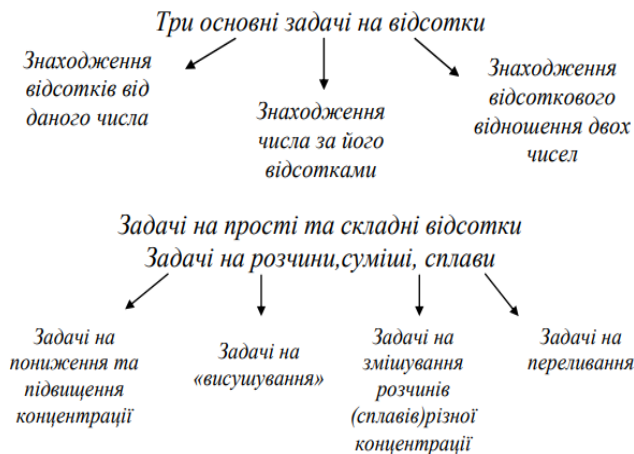 Три основні задачі на відсотки
Знаходження
відсотків від
даного числа
Знаходження
числа за його
відсотками
Знаходження
відсоткового
відношення двох
чисел
Задачі на прості та складні відсотки
Задачі на розчини,суміші, сплави
Задачі на
пониження та
підвищення
концентрації
Задачі на
«висушування»
Задачі на
змішування
розчинів
(сплавів)різної
концентрації
Задачі на
переливання